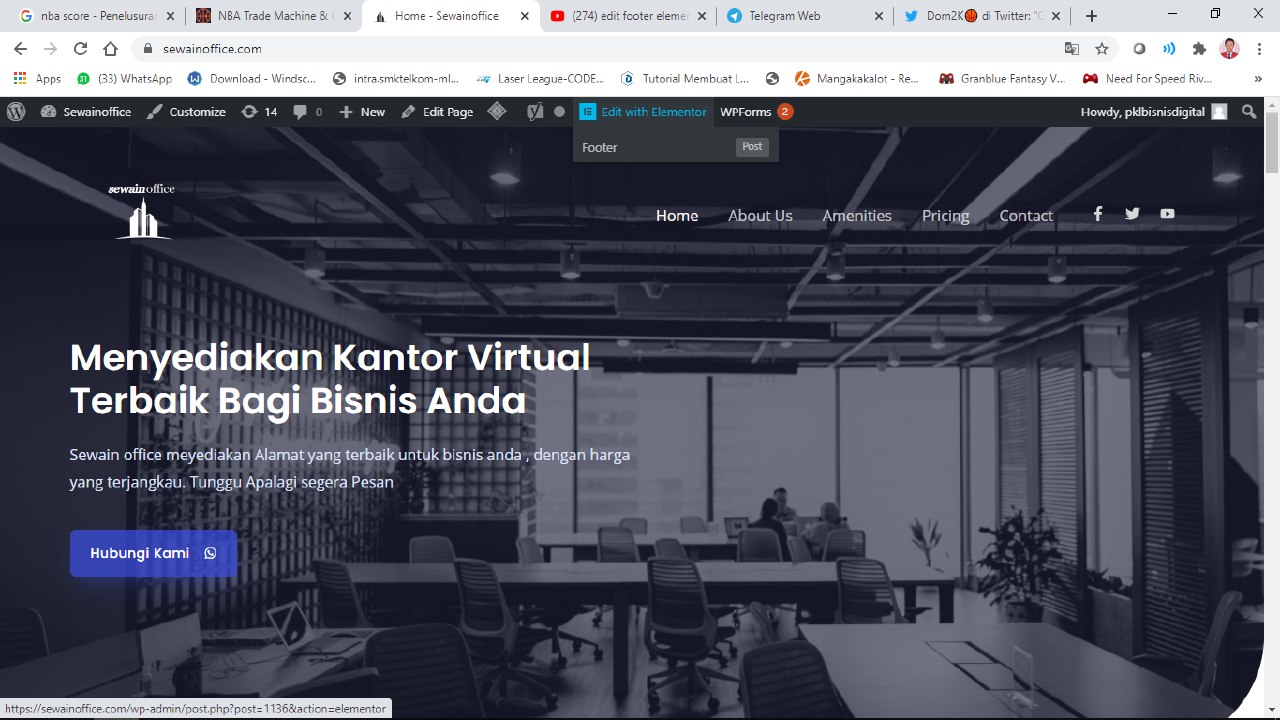 nba score - Penelusuran
NBA Trade Machine & 
Home - Sewainoffice
(274) edit footer elemen
Telegram Web
Dom2K🏀 di Twitter: "G
sewainoffice.com
Apps
(33) WhatsApp
Download - Windsc...
intra.smktelkom-ml...
Laser League-CODE...
Tutorial Membuat L...
Mangakakalot - Re...
Granblue Fantasy V...
Need For Speed Riv...
»
Sewainoffice
Customize
14
0
New
Edit Page
Edit with Elementor
WPForms 2
Howdy, pklbisnisdigital
Footer
Post
sewain office
Home
About Us
Amenities
Pricing
Contact
Menyediakan Kantor Virtual
Terbaik Bagi Bisnis Anda
Sewain office meyediakan Alamat yang terbaik untuk bisnis anda , dengan harga
yang terjangkau. Tunggu Apalagi segera Pesan
Hubungi Kami
https://sewainoffice.com/wp-admin/post.php?post=1136&action=elementor